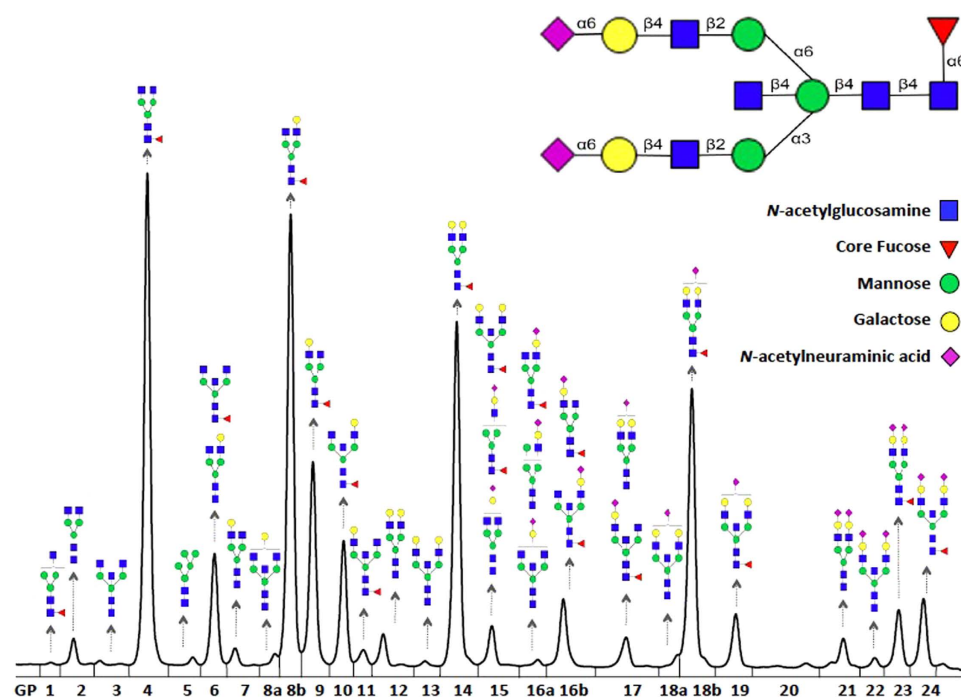 α6 β4 β2
α6
α6
β4 β4 β4
α3
α6 β4 β2
N-acetylglucosamine
Core Fucose
Mannose
Galactose
N-acetylneuraminic acid
GP 1 2 3 4 5 6 7 8a 8b 9 10 11 12 13 14 15 16a 16b 17 18a 18b 19 20 21 22 23 24